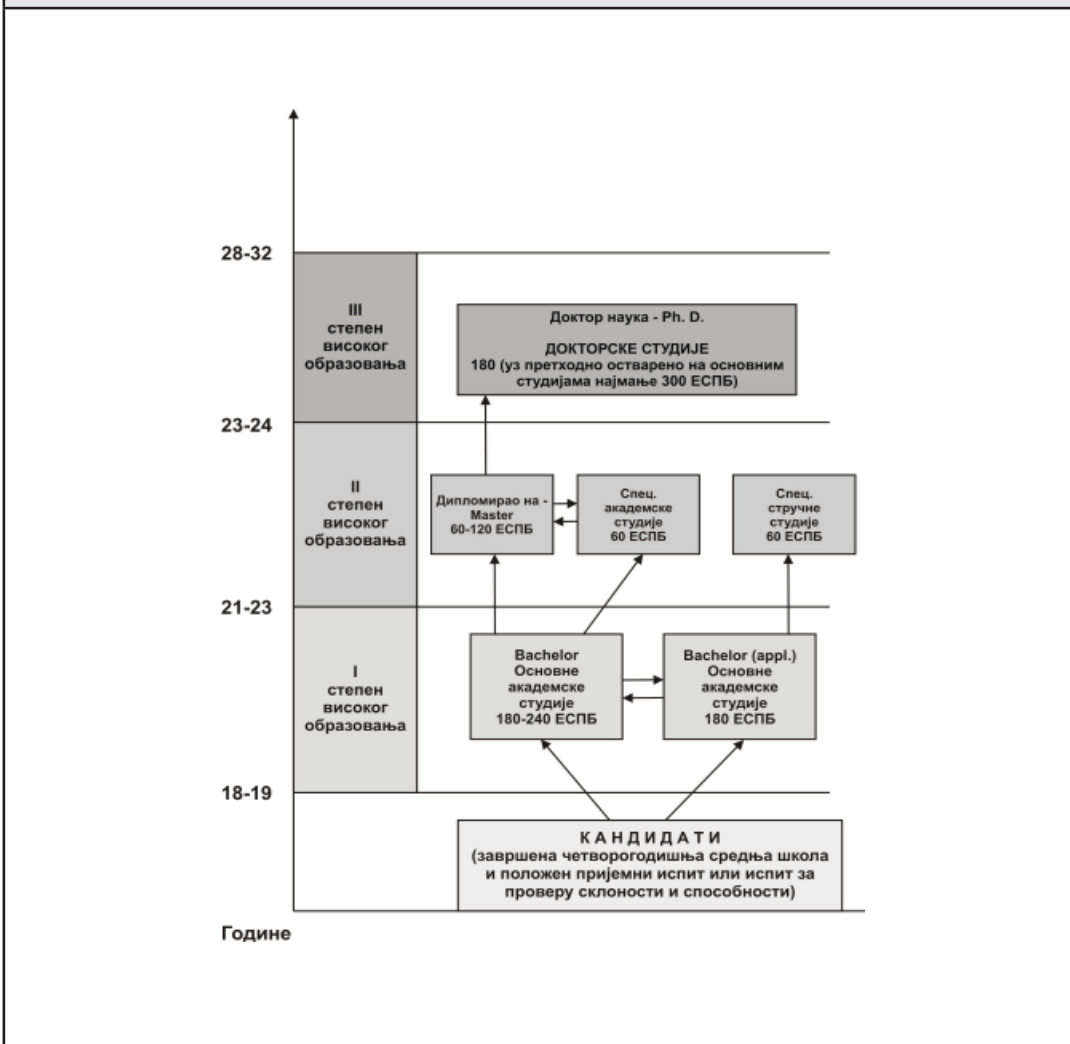 28-32
III
степен
високог
образовања
Доктор наука - Ph. D.
ДОКТОРСКЕ СТУДИЈЕ
180 (уз претходно остварено на основним
студијама најмање 300 ЕСПБ)
23-24
II
степен
високог
образовања
Дипломирао на -
Master
60-120 ЕСПБ
Спец.
академске
студије
60 ЕСПБ
Спец.
стручне
студије
60 ЕСПБ
21-23
I
степен
високог
образовања
Bachelor
Основне
академске
студије
180-240 ЕСПБ
Bachelor (appl.)
Основне
академске
студије
180 ЕСПБ
18-19
К А Н Д И Д А Т И
(завршена четворогодишња средња школа
и положен пријемни испит или испит за
проверу склоности и способности)
Године